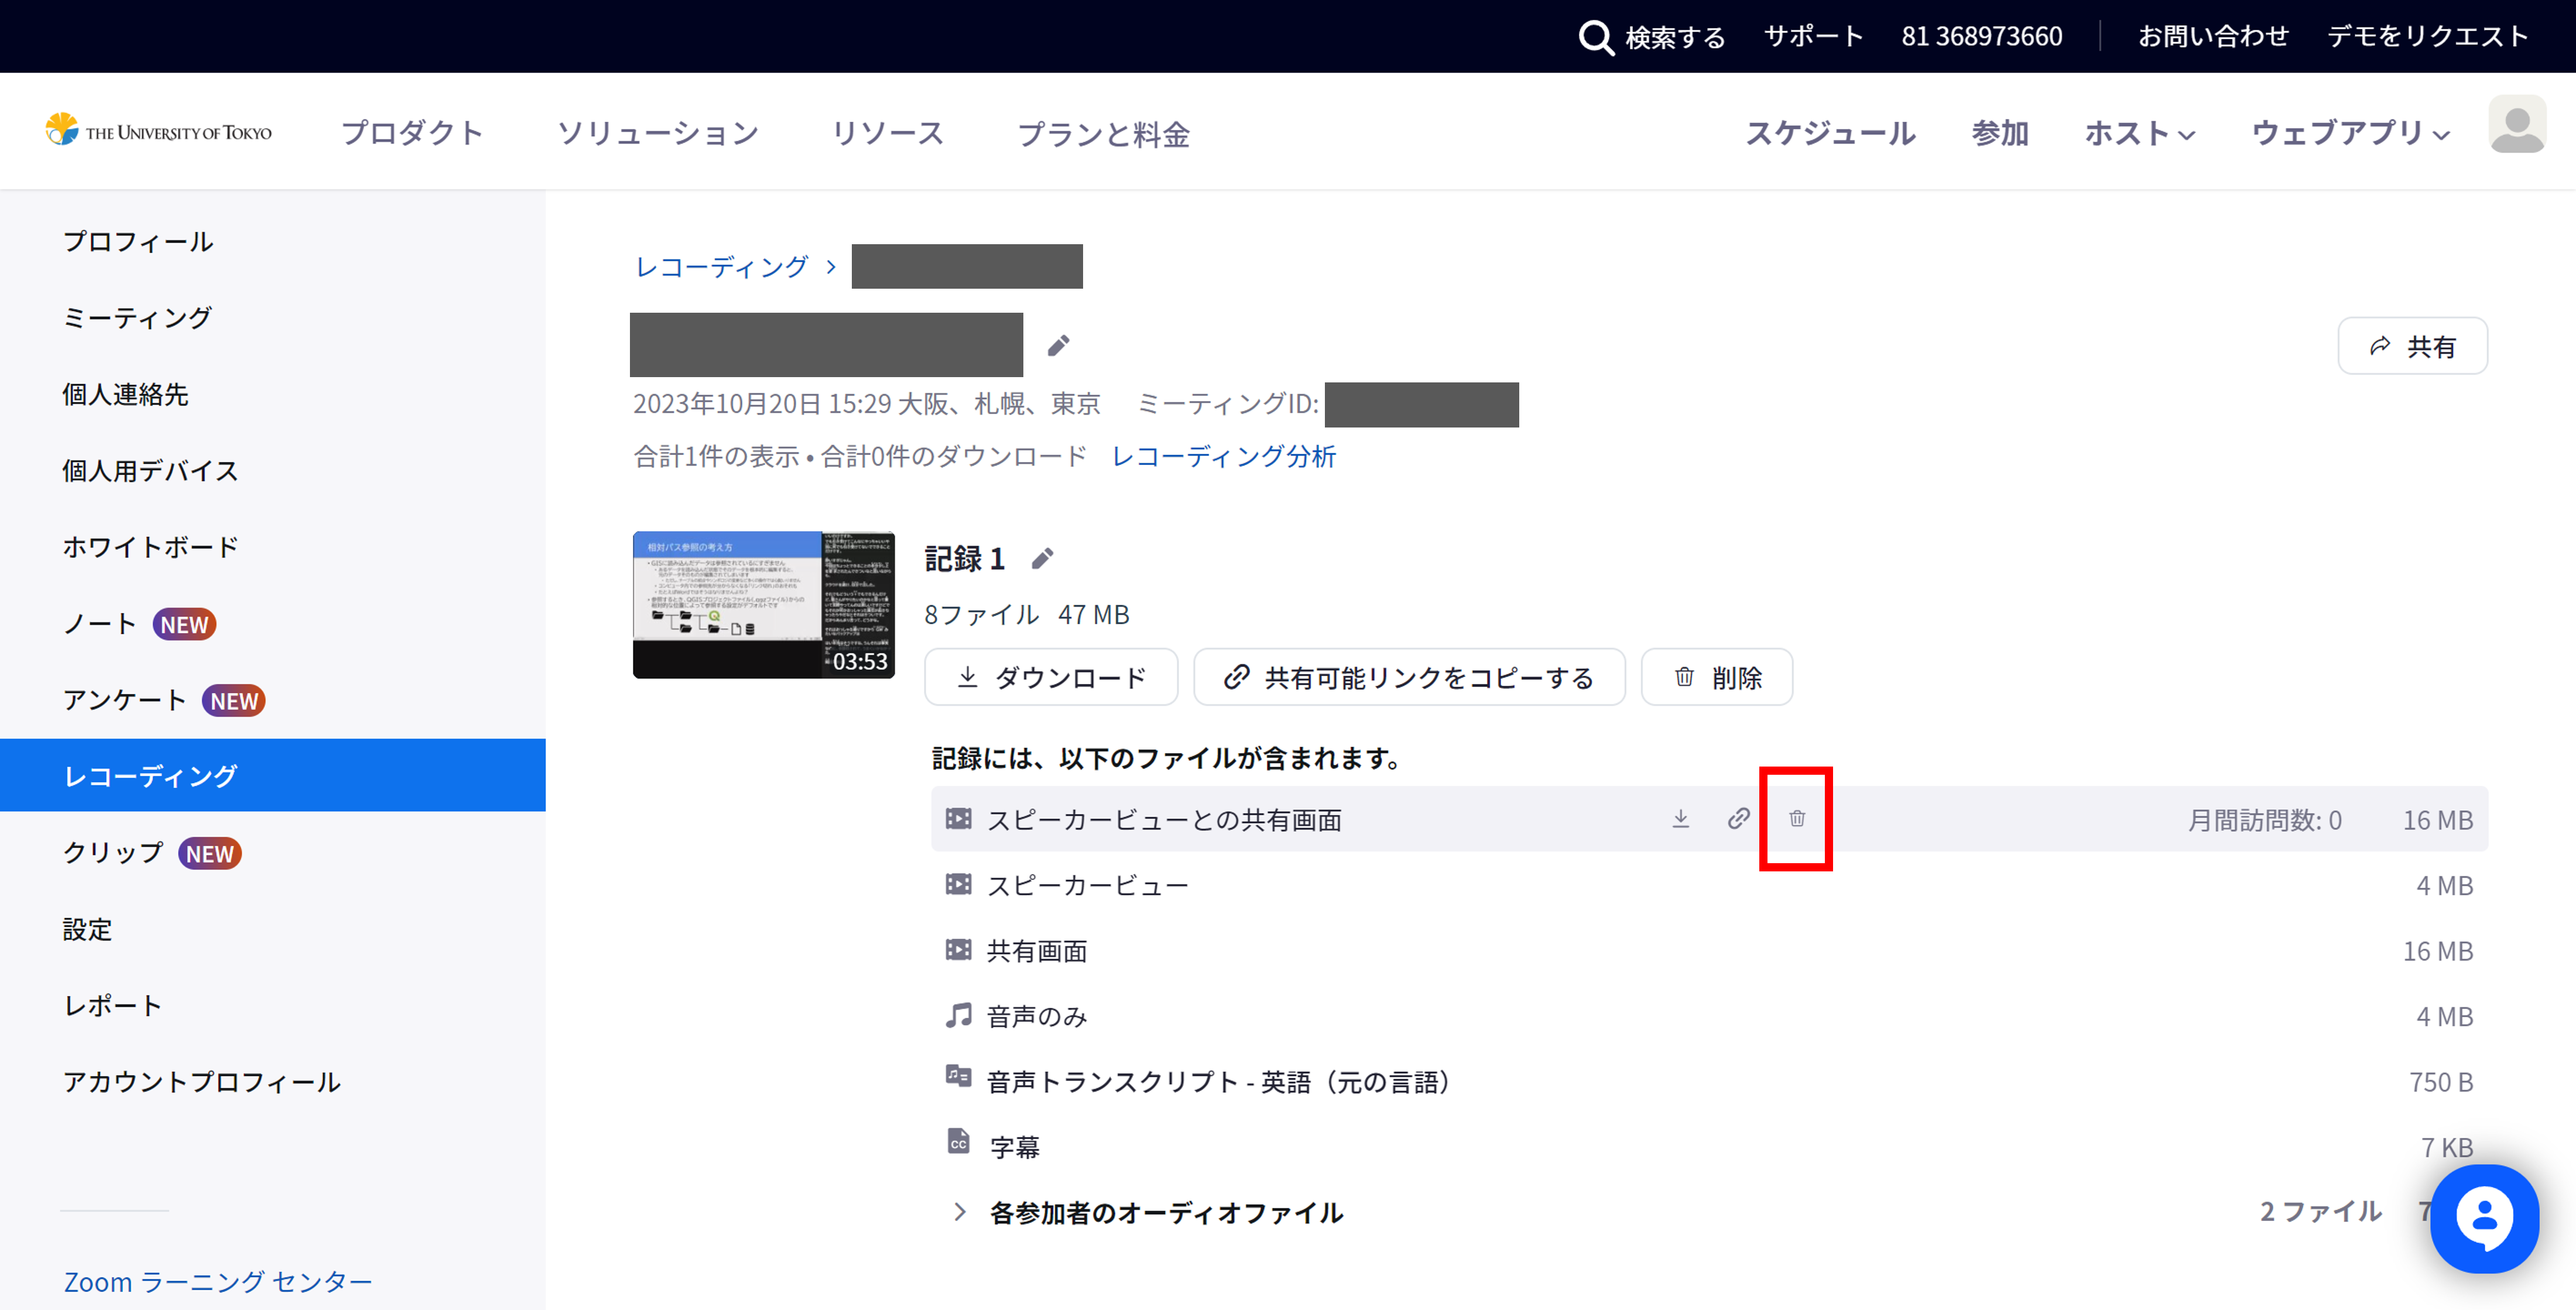 検索する サポート 81 368973660 お問い合わせ デモをリクエスト
THE UNIVERSITY OF TOKYO プロダクト ソリューション リソース プランと料金 スケジュール 参加 ホスト ウェブアプリ
プロフィール
ミーティング
個人連絡先
個人用デバイス
ホワイトボード
ノート NEW
アンケート NEW
レコーディング
クリップ NEW
設定
レポート
アカウントプロフィール
Zoom ラーニング センター
レコーディング >
共有
2023年10月20日 15:29 大阪、札幌、東京 ミーティングID:
合計1件の表示 • 合計0件のダウンロード レコーディング分析
相対パス参照の考え方
03:53
記録 1
8ファイル 47 MB
ダウンロード 共有可能リンクをコピーする 削除
記録には、以下のファイルが含まれます。
スピーカービューとの共有画面 月間訪問数: 0 16 MB
スピーカービュー 4 MB
共有画面 16 MB
音声のみ 4 MB
音声トランスクリプト - 英語（元の言語） 750 B
CC 字幕 7 KB
各参加者のオーディオファイル 2 ファイル 7